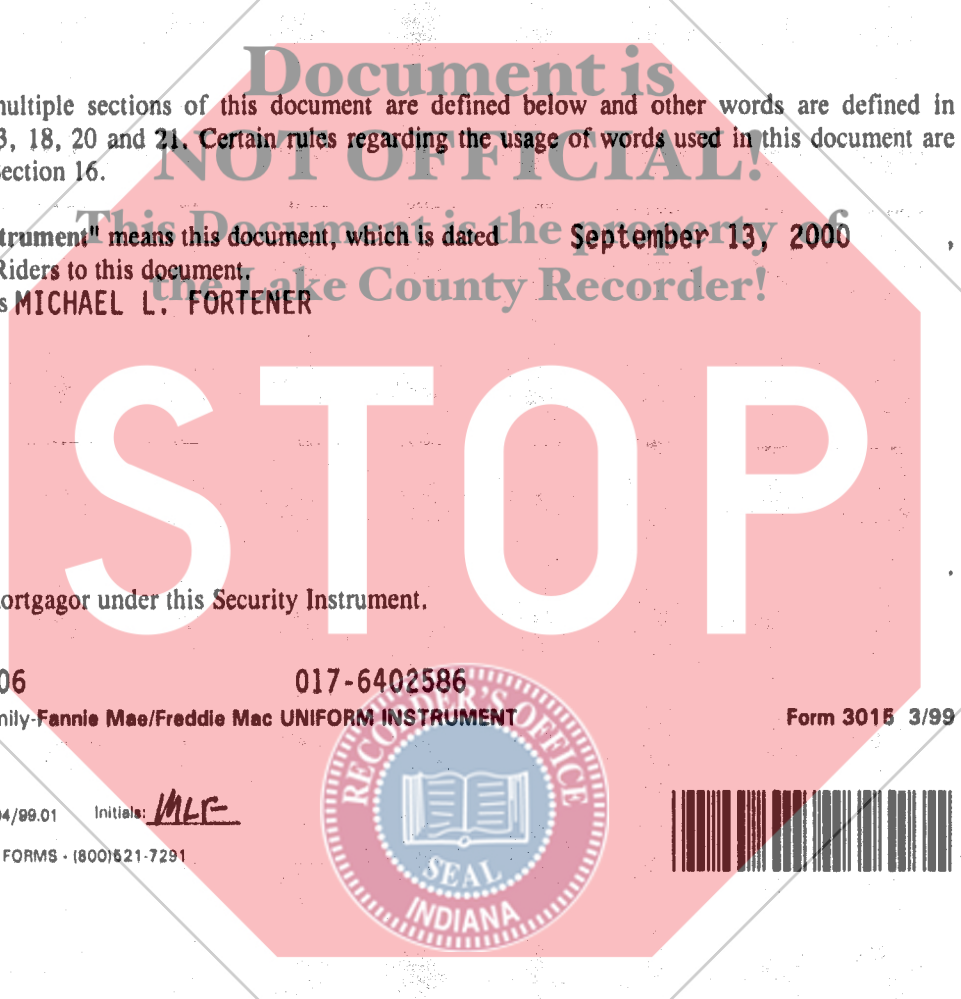 Document is
multiple sections of this document are defined below and other words are defined in
3, 18, 20 and 21. Certain rules regarding the usage of words used in this document are
NOT OFFICIAL!
ection 16.
This Document is the property of
trument" means this document, which is dated September 13, 2000 ,
Riders to this document.
the Lake County Recorder!
s MICHAEL L. FORTENER
STOP
.
ortgagor under this Security Instrument.
06 017-6402586
mily-Fannie Mae/Freddie Mac UNIFORM INSTRUMENT Form 3015 3/99
RECORDER'S OFFICE
04/99.01 Initials: MLF
FORMS - (800)521-7291
SEAL
INDIANA